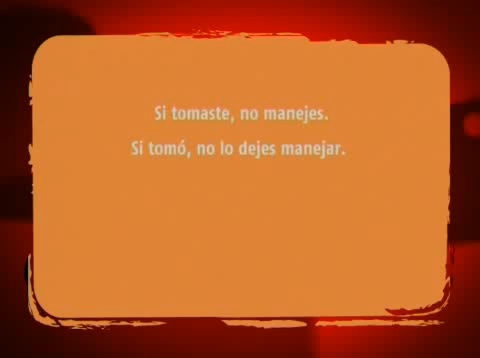 Si tomaste, no manejes.
Si tomó, no lo dejes manejar.